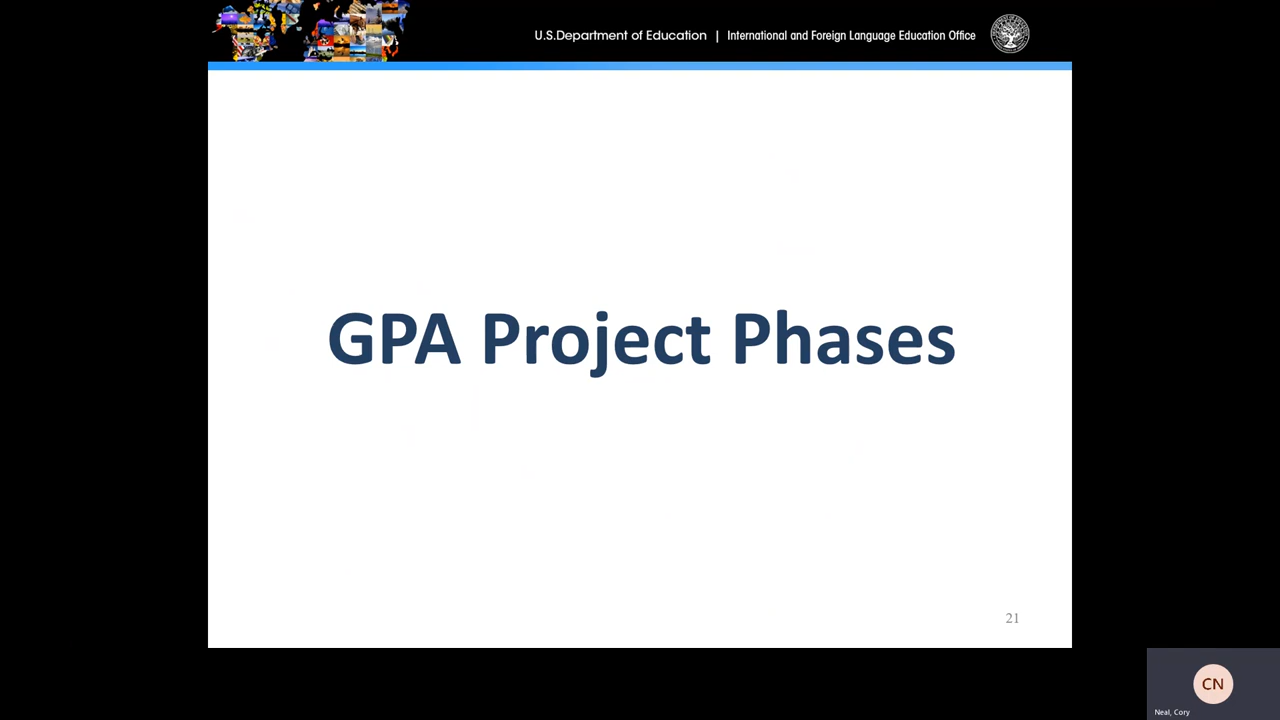 U.S.Department of Education | International and Foreign Language Education Office
GPA Project Phases
21
CN
Neal, Cory